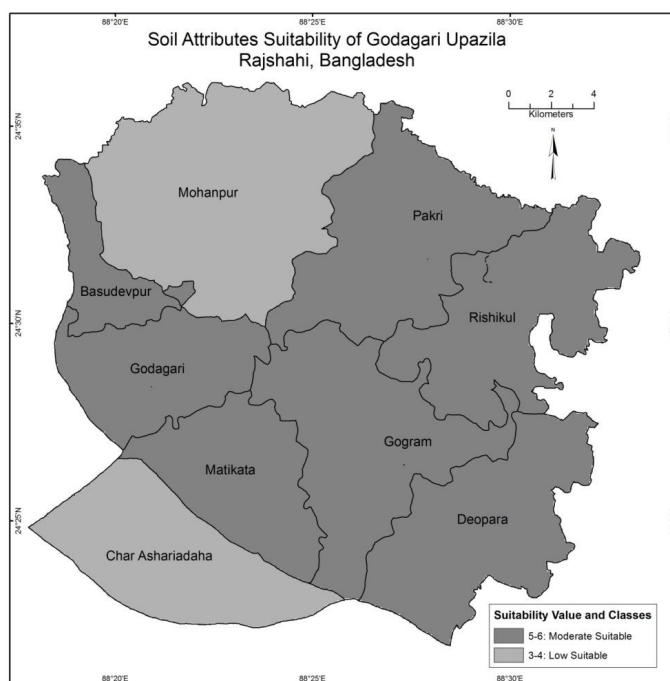 88°20'E 88°25'E 88°30'E
Soil Attributes Suitability of Godagari Upazila
Rajshahi, Bangladesh
0 2 4
Kilometers
N
24°35'N
Mohanpur
Pakri
Basudevpur
24°30'N
Rishikul
Godagari
Gogram
Matikata
Deopara
24°25'N
Char Ashariadaha
Suitability Value and Classes
5-6: Moderate Suitable
3-4: Low Suitable
88°20'E 88°25'E 88°30'E